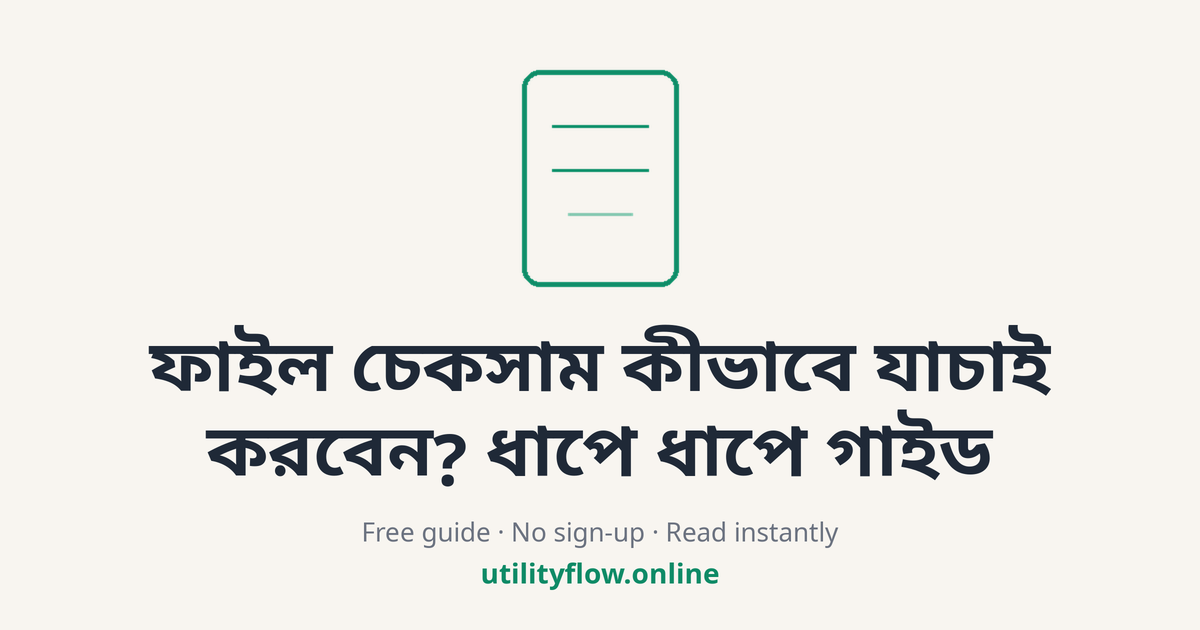 ফাইল চেকসাম কীভাবে যাচাই
করবেন? ধাপে ধাপে গাইড
Free guide · No sign-up · Read instantly
utilityflow.online